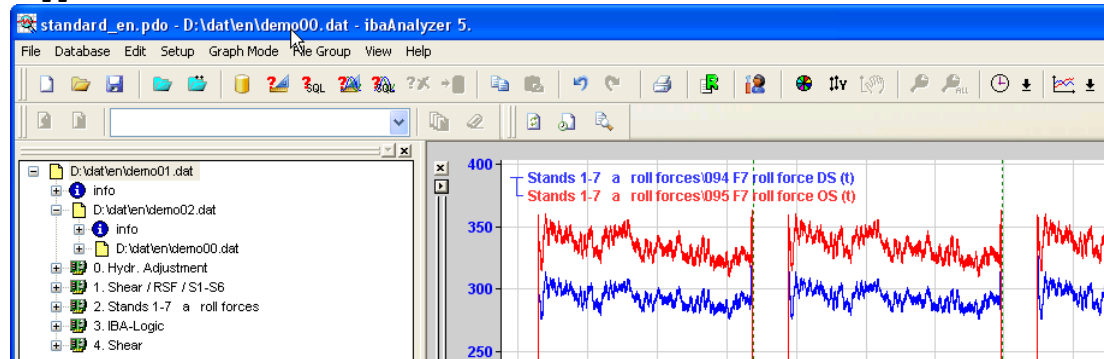 standard_en.pdo - D:\dat\en\demo00.dat - ibaAnalyzer 5.
File Database Edit Setup Graph Mode File Group View Help
SQL
ALL
D:\dat\en\demo01.dat
info
D:\dat\en\demo02.dat
info
D:\dat\en\demo00.dat
0. Hydr. Adjustment
1. Shear / RSF / S1-S6
2. Stands 1-7 a roll forces
3. IBA-Logic
4. Shear
400
Stands 1-7 a roll forces\094 F7 roll force DS (t)
Stands 1-7 a roll forces\095 F7 roll force OS (t)
350
300
250